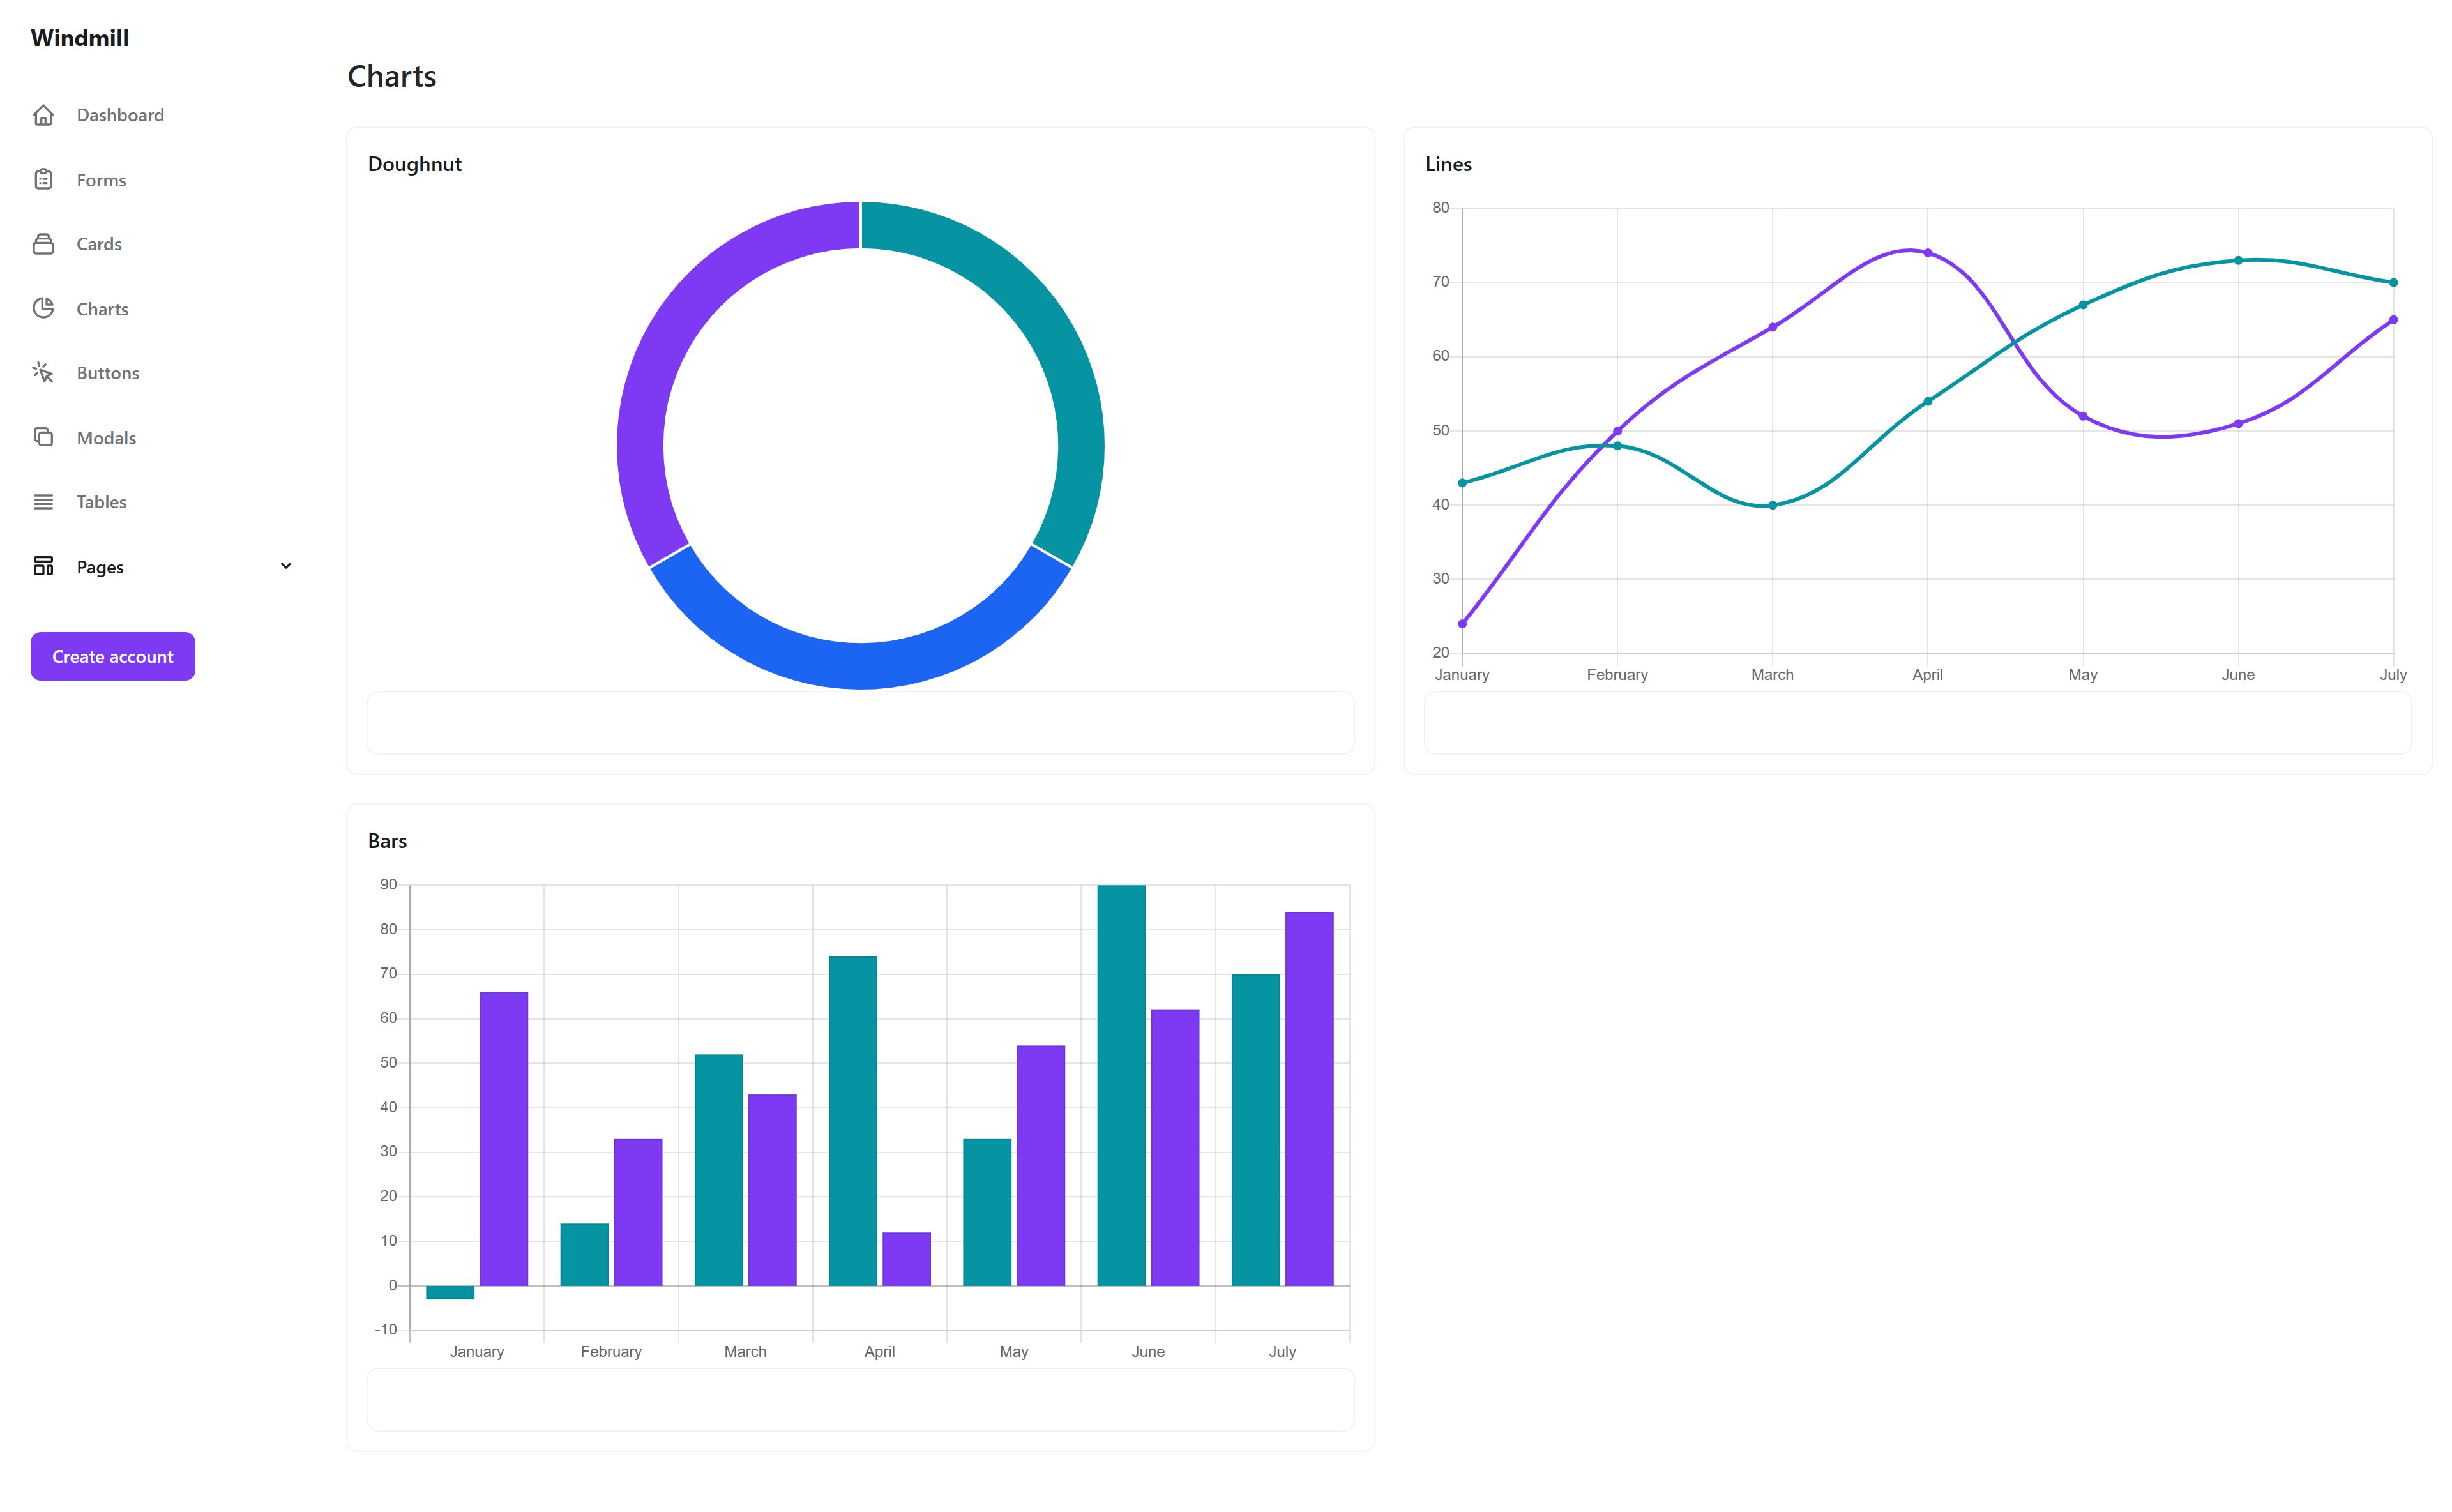 Windmill
Dashboard
Forms
Cards
Charts
Buttons
Modals
Tables
Pages
Create account
Charts
Doughnut
Lines
80
70
60
50
40
30
20
January February March April May June July
Bars
90
80
70
60
50
40
30
20
10
0
-10
January February March April May June July